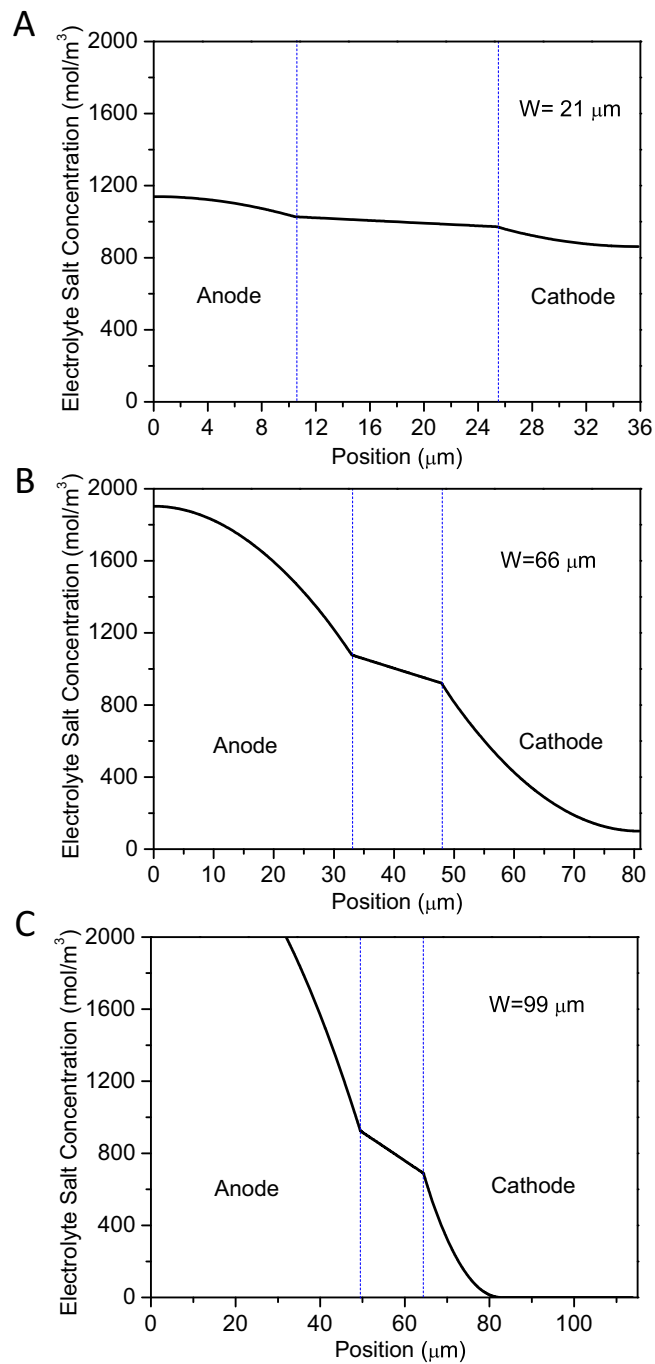 A
Electrolyte Salt Concentration (mol/m³)
2000
1600
1200
800
400
0
W= 21 μm
Anode
Cathode
0 4 8 12 16 20 24 28 32 36
Position (μm)
B
Electrolyte Salt Concentration (mol/m³)
2000
1600
1200
800
400
0
W=66 μm
Anode
Cathode
0 10 20 30 40 50 60 70 80
Position (μm)
C
Electrolyte Salt Concentration (mol/m³)
2000
1600
1200
800
400
0
W=99 μm
Anode
Cathode
0 20 40 60 80 100
Position (μm)